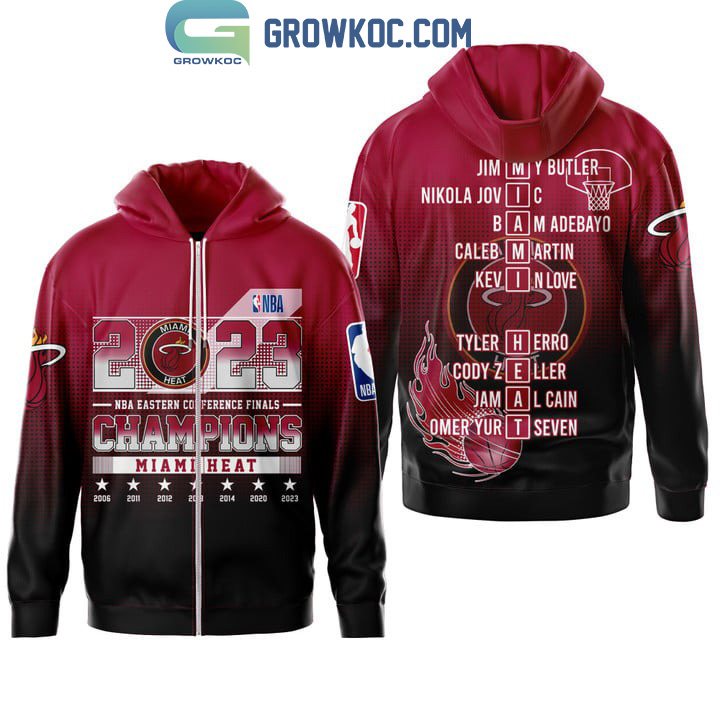 GROWKOC
GROWKOC.COM
NBA
2023
MIAMI
HEAT
NBA EASTERN CONFERENCE FINALS
CHAMPIONS
MIAMI HEAT
2006 2011 2012 2013 2014 2020 2023
NBA
JIMMY BUTLER
NIKOLA JOVIC
BAM ADEBAYO
CALEB MARTIN
KEVIN LOVE
TYLER HERRO
CODY ZELLER
JAMAL CAIN
OMER YURTSEVEN
HEAT